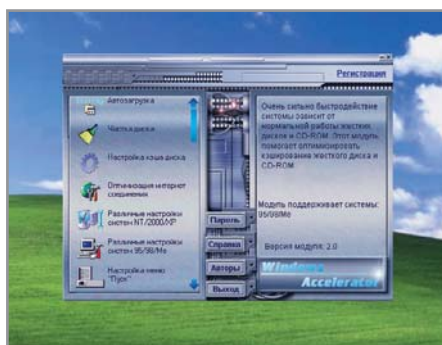 Регистрация
Автозагрузка
Чистка диска
Настройка кэша диска
Оптимизация интернет
соединения
Различные настройки
систем NT/2000/XP
Различные настройки
систем 95/98/Me
Настройка меню
"Пуск"
Пароль
Справка
Авторы
Выход
Очень сильно быстродействие
системы зависит от
нормальной работы жестких
дисков и CD-ROM. Этот модуль
помогает оптимизировать
кэширование жесткого диска и
CD-ROM.
Модуль поддерживает системы:
95/98/Me
Версия модуля: 2.0
Windows
Accelerator